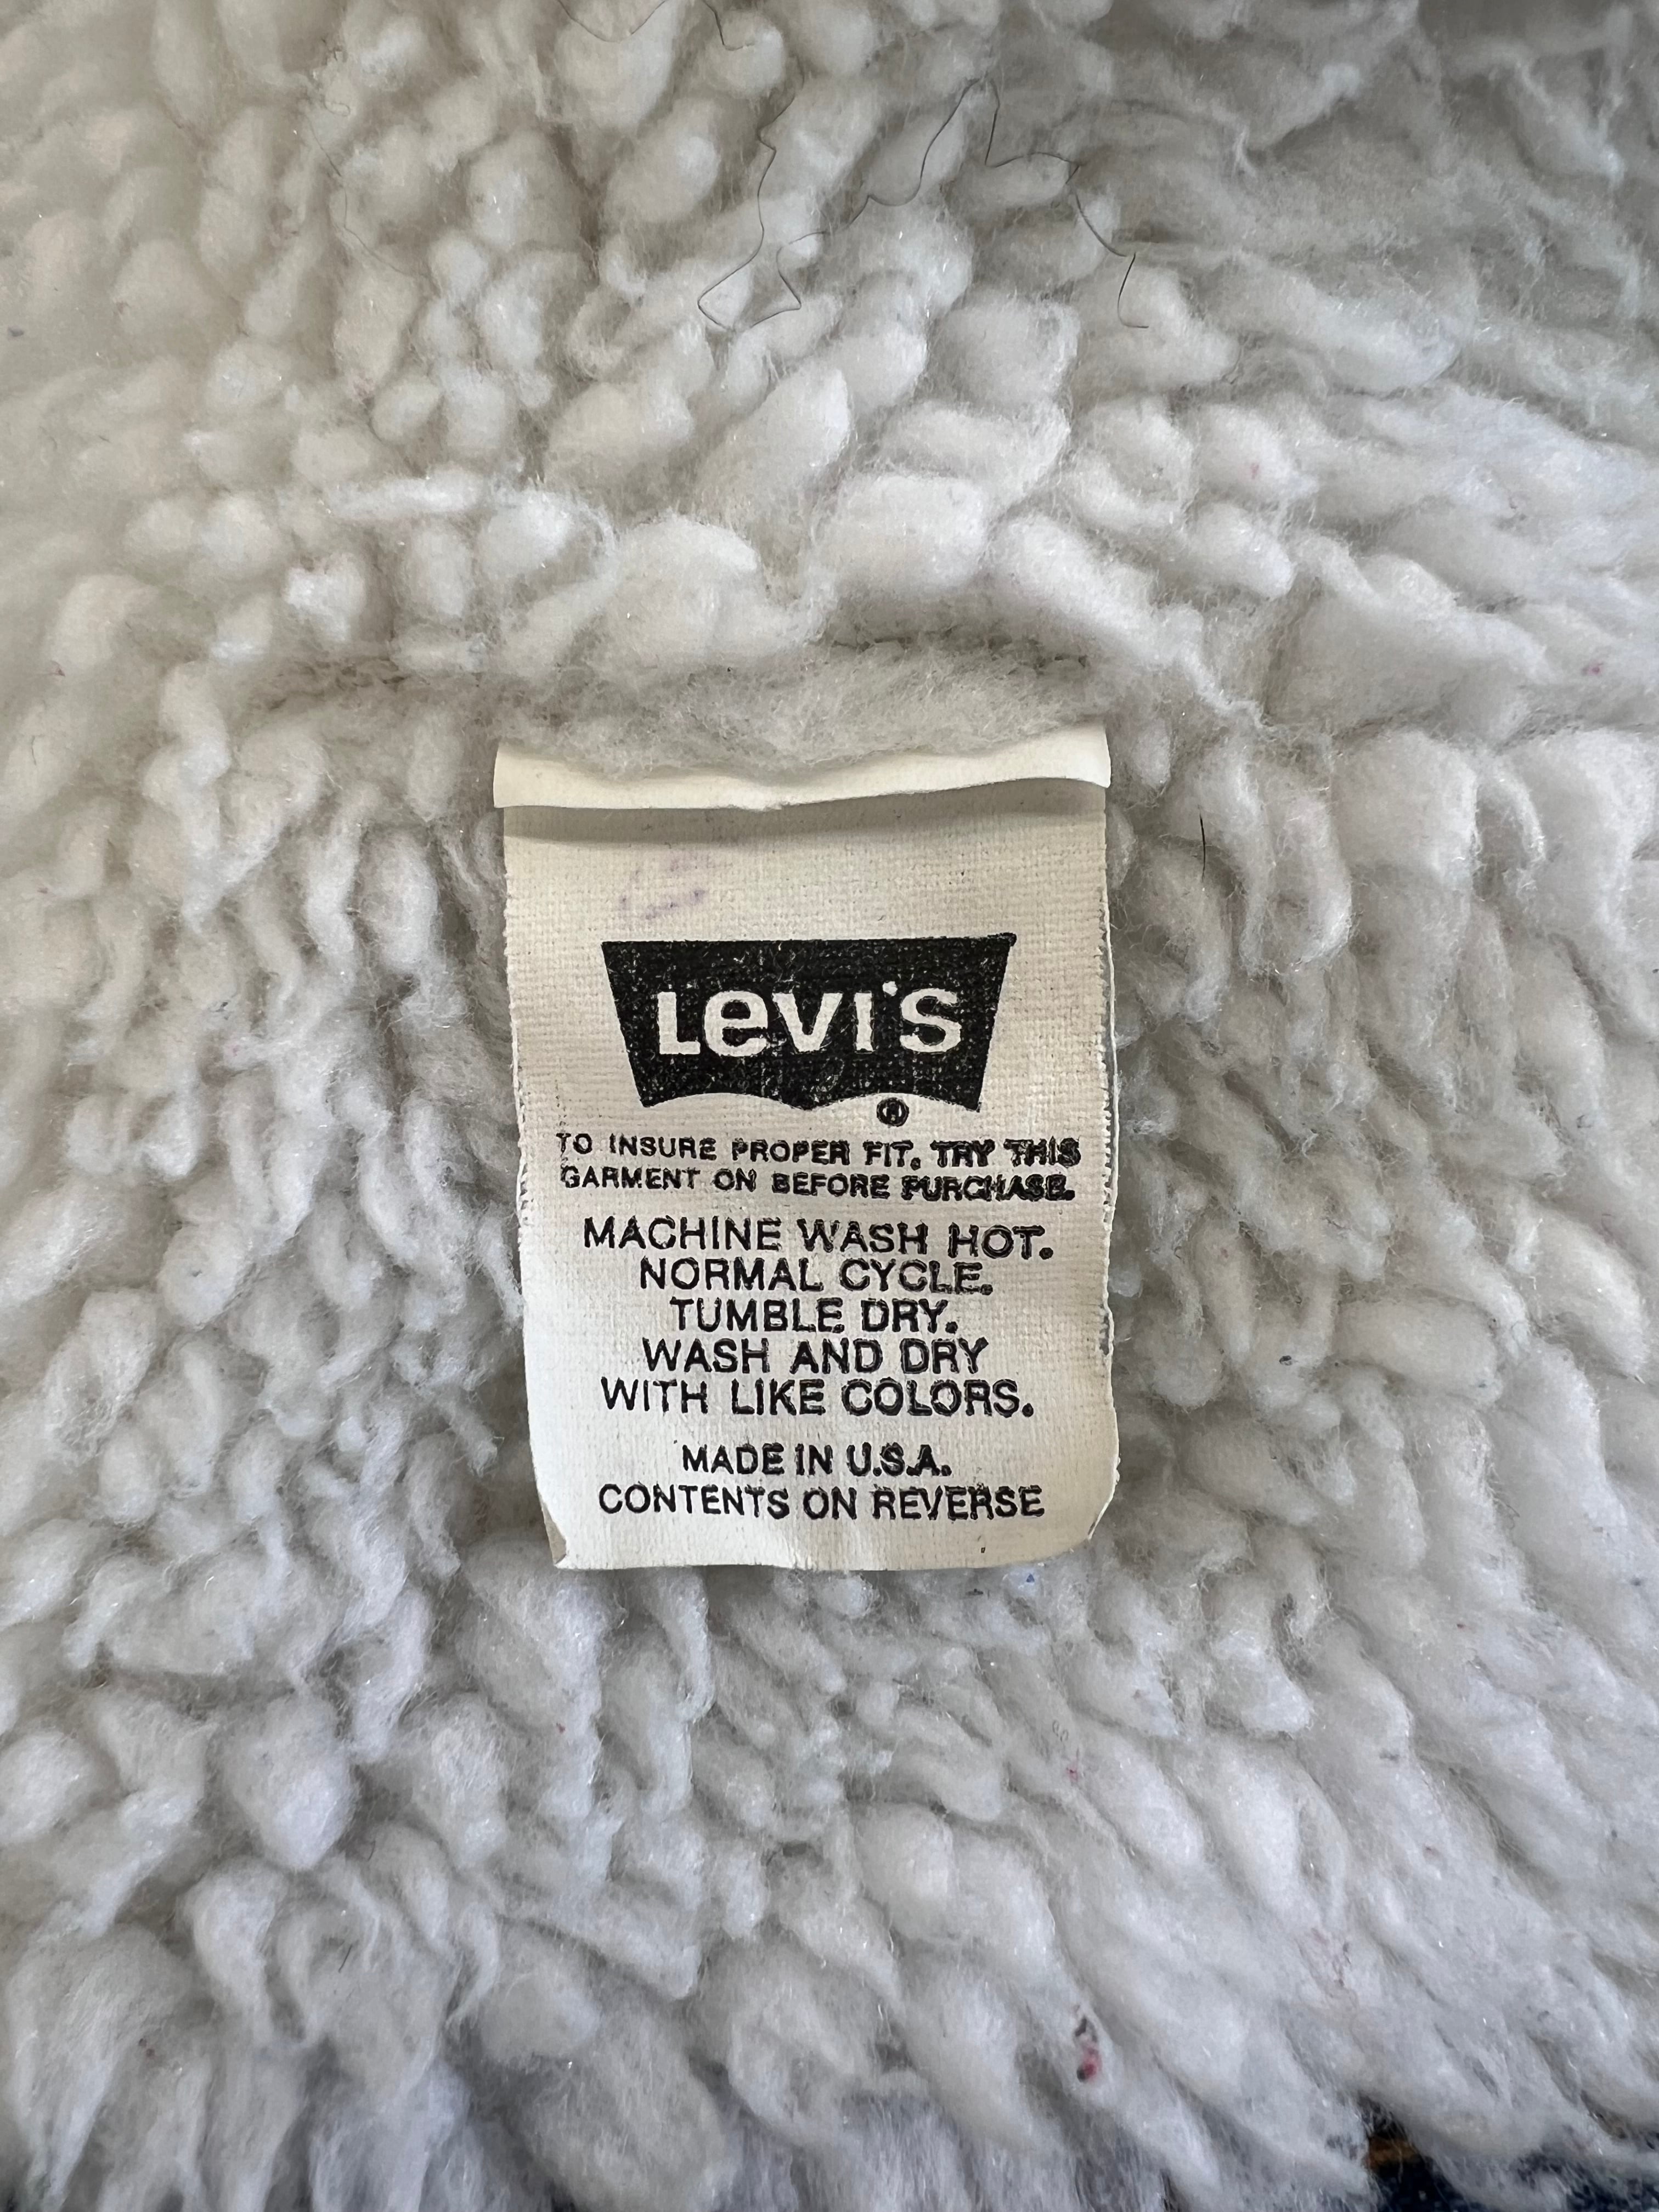 Levi's
®
TO INSURE PROPER FIT. TRY THIS
GARMENT ON BEFORE PURCHASE.
MACHINE WASH HOT.
NORMAL CYCLE.
TUMBLE DRY.
WASH AND DRY
WITH LIKE COLORS.
MADE IN U.S.A.
CONTENTS ON REVERSE